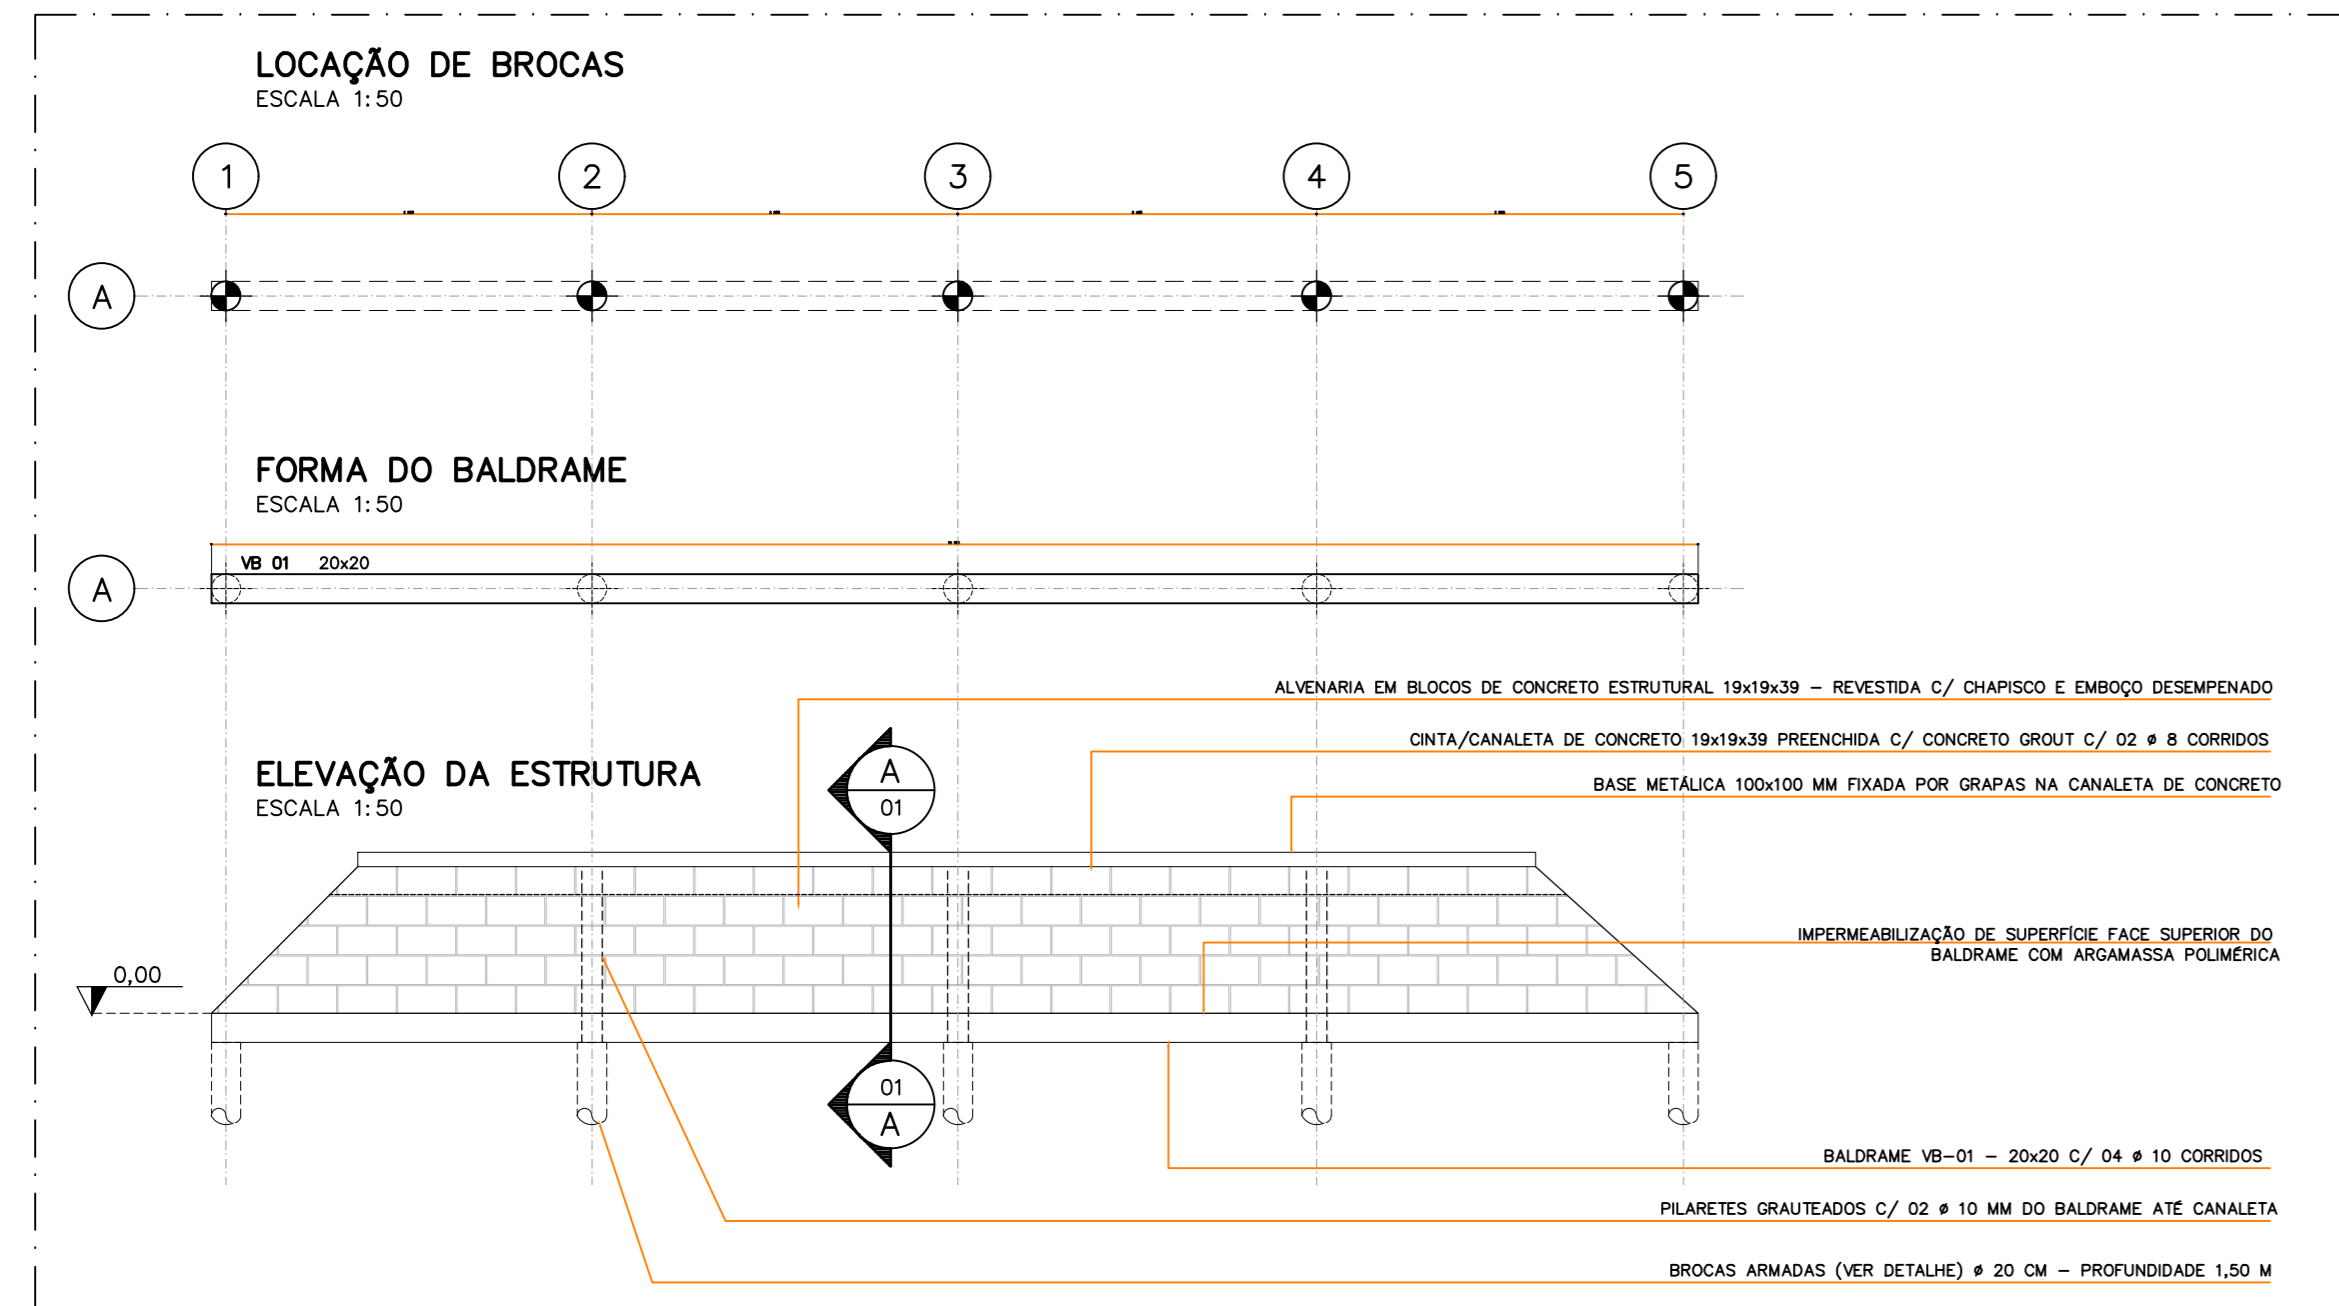 LOCAÇÃO DE BROCAS
ESCALA 1:50
1
2
3
4
5
A
FORMA DO BALDRAME
ESCALA 1:50
VB 01 20x20
A
ALVENARIA EM BLOCOS DE CONCRETO ESTRUTURAL 19x19x39 – REVESTIDA C/ CHAPISCO E EMBOÇO DESEMPENADO
CINTA/CANALETA DE CONCRETO 19x19x39 PREENCHIDA C/ CONCRETO GROUT C/ 02 ø 8 CORRIDOS
BASE METÁLICA 100x100 MM FIXADA POR GRAPAS NA CANALETA DE CONCRETO
ELEVAÇÃO DA ESTRUTURA
ESCALA 1:50
A
01
IMPERMEABILIZAÇÃO DE SUPERFÍCIE FACE SUPERIOR DO
BALDRAME COM ARGAMASSA POLIMÉRICA
0,00
01
A
BALDRAME VB–01 – 20x20 C/ 04 ø 10 CORRIDOS
PILARETES GRAUTEADOS C/ 02 ø 10 MM DO BALDRAME ATÉ CANALETA
BROCAS ARMADAS (VER DETALHE) ø 20 CM – PROFUNDIDADE 1,50 M